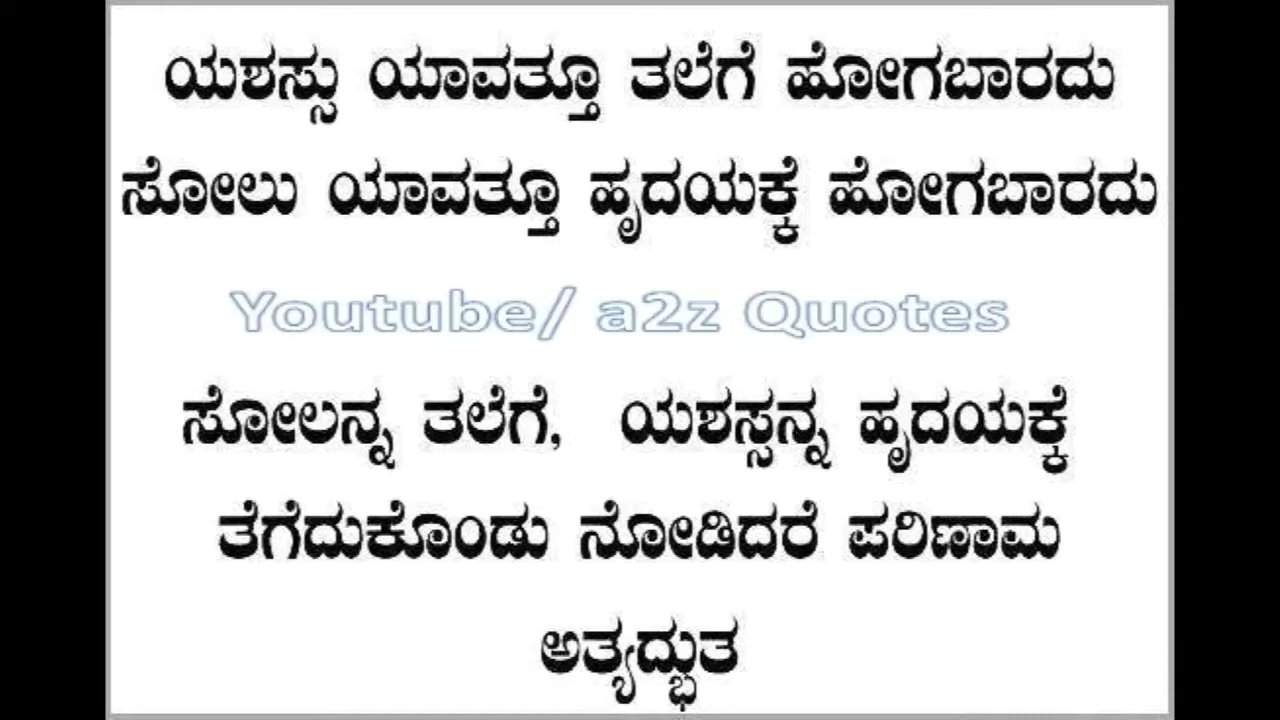 ಯಶಸ್ಸು ಯಾವತ್ತೂ ತಲೆಗೆ ಹೋಗಬಾರದು
ಸೋಲು ಯಾವತ್ತೂ ಹೃದಯಕ್ಕೆ ಹೋಗಬಾರದು
Youtube/ a2z Quotes
ಸೋಲನ್ನ ತಲೆಗೆ, ಯಶಸ್ಸನ್ನ ಹೃದಯಕ್ಕೆ
ತೆಗೆದುಕೊಂಡು ನೋಡಿದರೆ ಪರಿಣಾಮ
ಅತ್ಯದ್ಭುತ